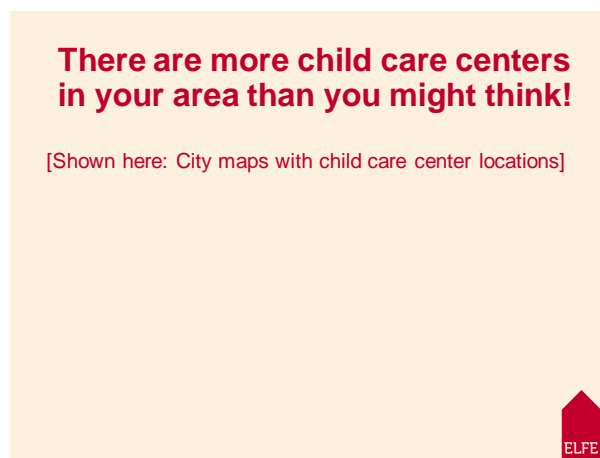 There are more child care centers
in your area than you might think!
[Shown here: City maps with child care center locations]
ELFE